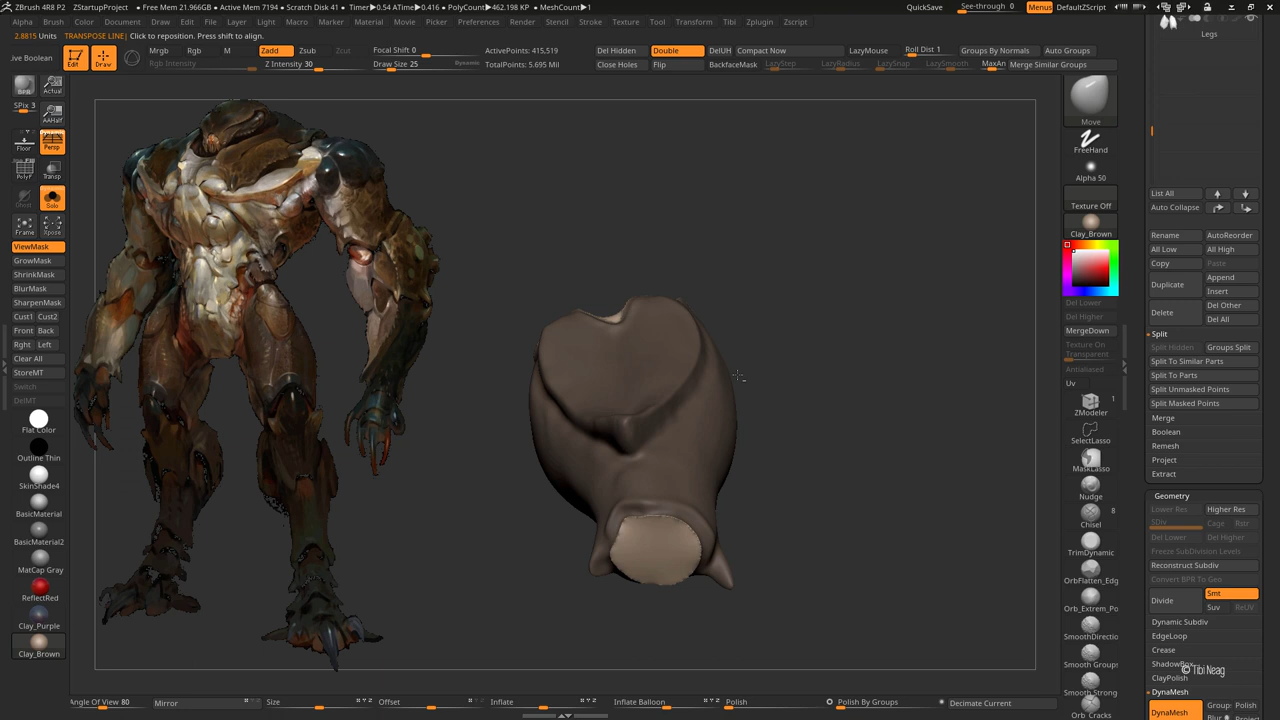 ZBrush 4R8 P2 ZStartupProject • Free Mem 21.966GB • Active Mem 7194 • Scratch Disk 41 • Timer▶0.54 ATime▶0.416 • PolyCount▶462.198 KP • MeshCount▶1
QuickSave See-through 0 Menus DefaultZScript
Alpha Brush Color Document Draw Edit File Layer Light Macro Marker Material Movie Picker Preferences Render Stencil Stroke Texture Tool Transform Tibi Zplugin Zscript
2.8815 Units TRANSPOSE LINE| Click to reposition. Press shift to align.
Legs
ive Boolean
Edit
Draw
Mrgb Rgb M Zadd Zsub Zcut Focal Shift 0 ActivePoints: 415,519 Del Hidden Double DelUH Compact Now LazyMouse Roll Dist 1 Groups By Normals Auto Groups
Rgb Intensity Z Intensity 30 Draw Size 25 Dynamic TotalPoints: 5.695 Mil Close Holes Flip BackfaceMask LazyStep LazyRadius LazySnap LazySmooth MaxAn Merge Similar Groups
BPR
Actual
SPix 3
AAHalf
Floor
Persp
PolyF
Transp
Ghost
Solo
Frame
Xpose
ViewMask
GrowMask
ShrinkMask
BlurMask
SharpenMask
Cust1 Cust2
Front Back
Rght Left
Clear All
StoreMT
Switch
DelMT
Flat Color
Outline Thin
SkinShade4
BasicMaterial
BasicMaterial2
MatCap Gray
ReflectRed
Clay_Purple
Clay_Brown
Move
FreeHand
Alpha 50
Texture Off
Clay_Brown
Del Lower
Del Higher
MergeDown
Texture On
Transparent
Antialiased
Uv
1
ZModeler
SelectLasso
MaskLasso
Nudge
8
Chisel
TrimDynamic
OrbFlatten_Edg
Orb_Extrem_Po
SmoothDirectio
Smooth Groups
Smooth Strong
Orb_Cracks
List All
Auto Collapse
Rename AutoReorder
All Low All High
Copy Paste
Duplicate Append
Insert
Delete Del Other
Del All
Split
Split Hidden Groups Split
Split To Similar Parts
Split To Parts
Split Unmasked Points
Split Masked Points
Merge
Boolean
Remesh
Project
Extract
Geometry
Lower Res Higher Res
SDiv Cage Rstr
Del Lower Del Higher
Freeze SubDivision Levels
Reconstruct Subdiv
Convert BPR To Geo
Divide Smt
Suv ReUV
Dynamic Subdiv
EdgeLoop
Crease
ShadowBox
© Tibi Neag
ClayPolish
DynaMesh
DynaMesh Groups Polish
Blur Project
Angle Of View 80 Mirror Size Offset Inflate Inflate Balloon Polish Polish By Groups Decimate Current